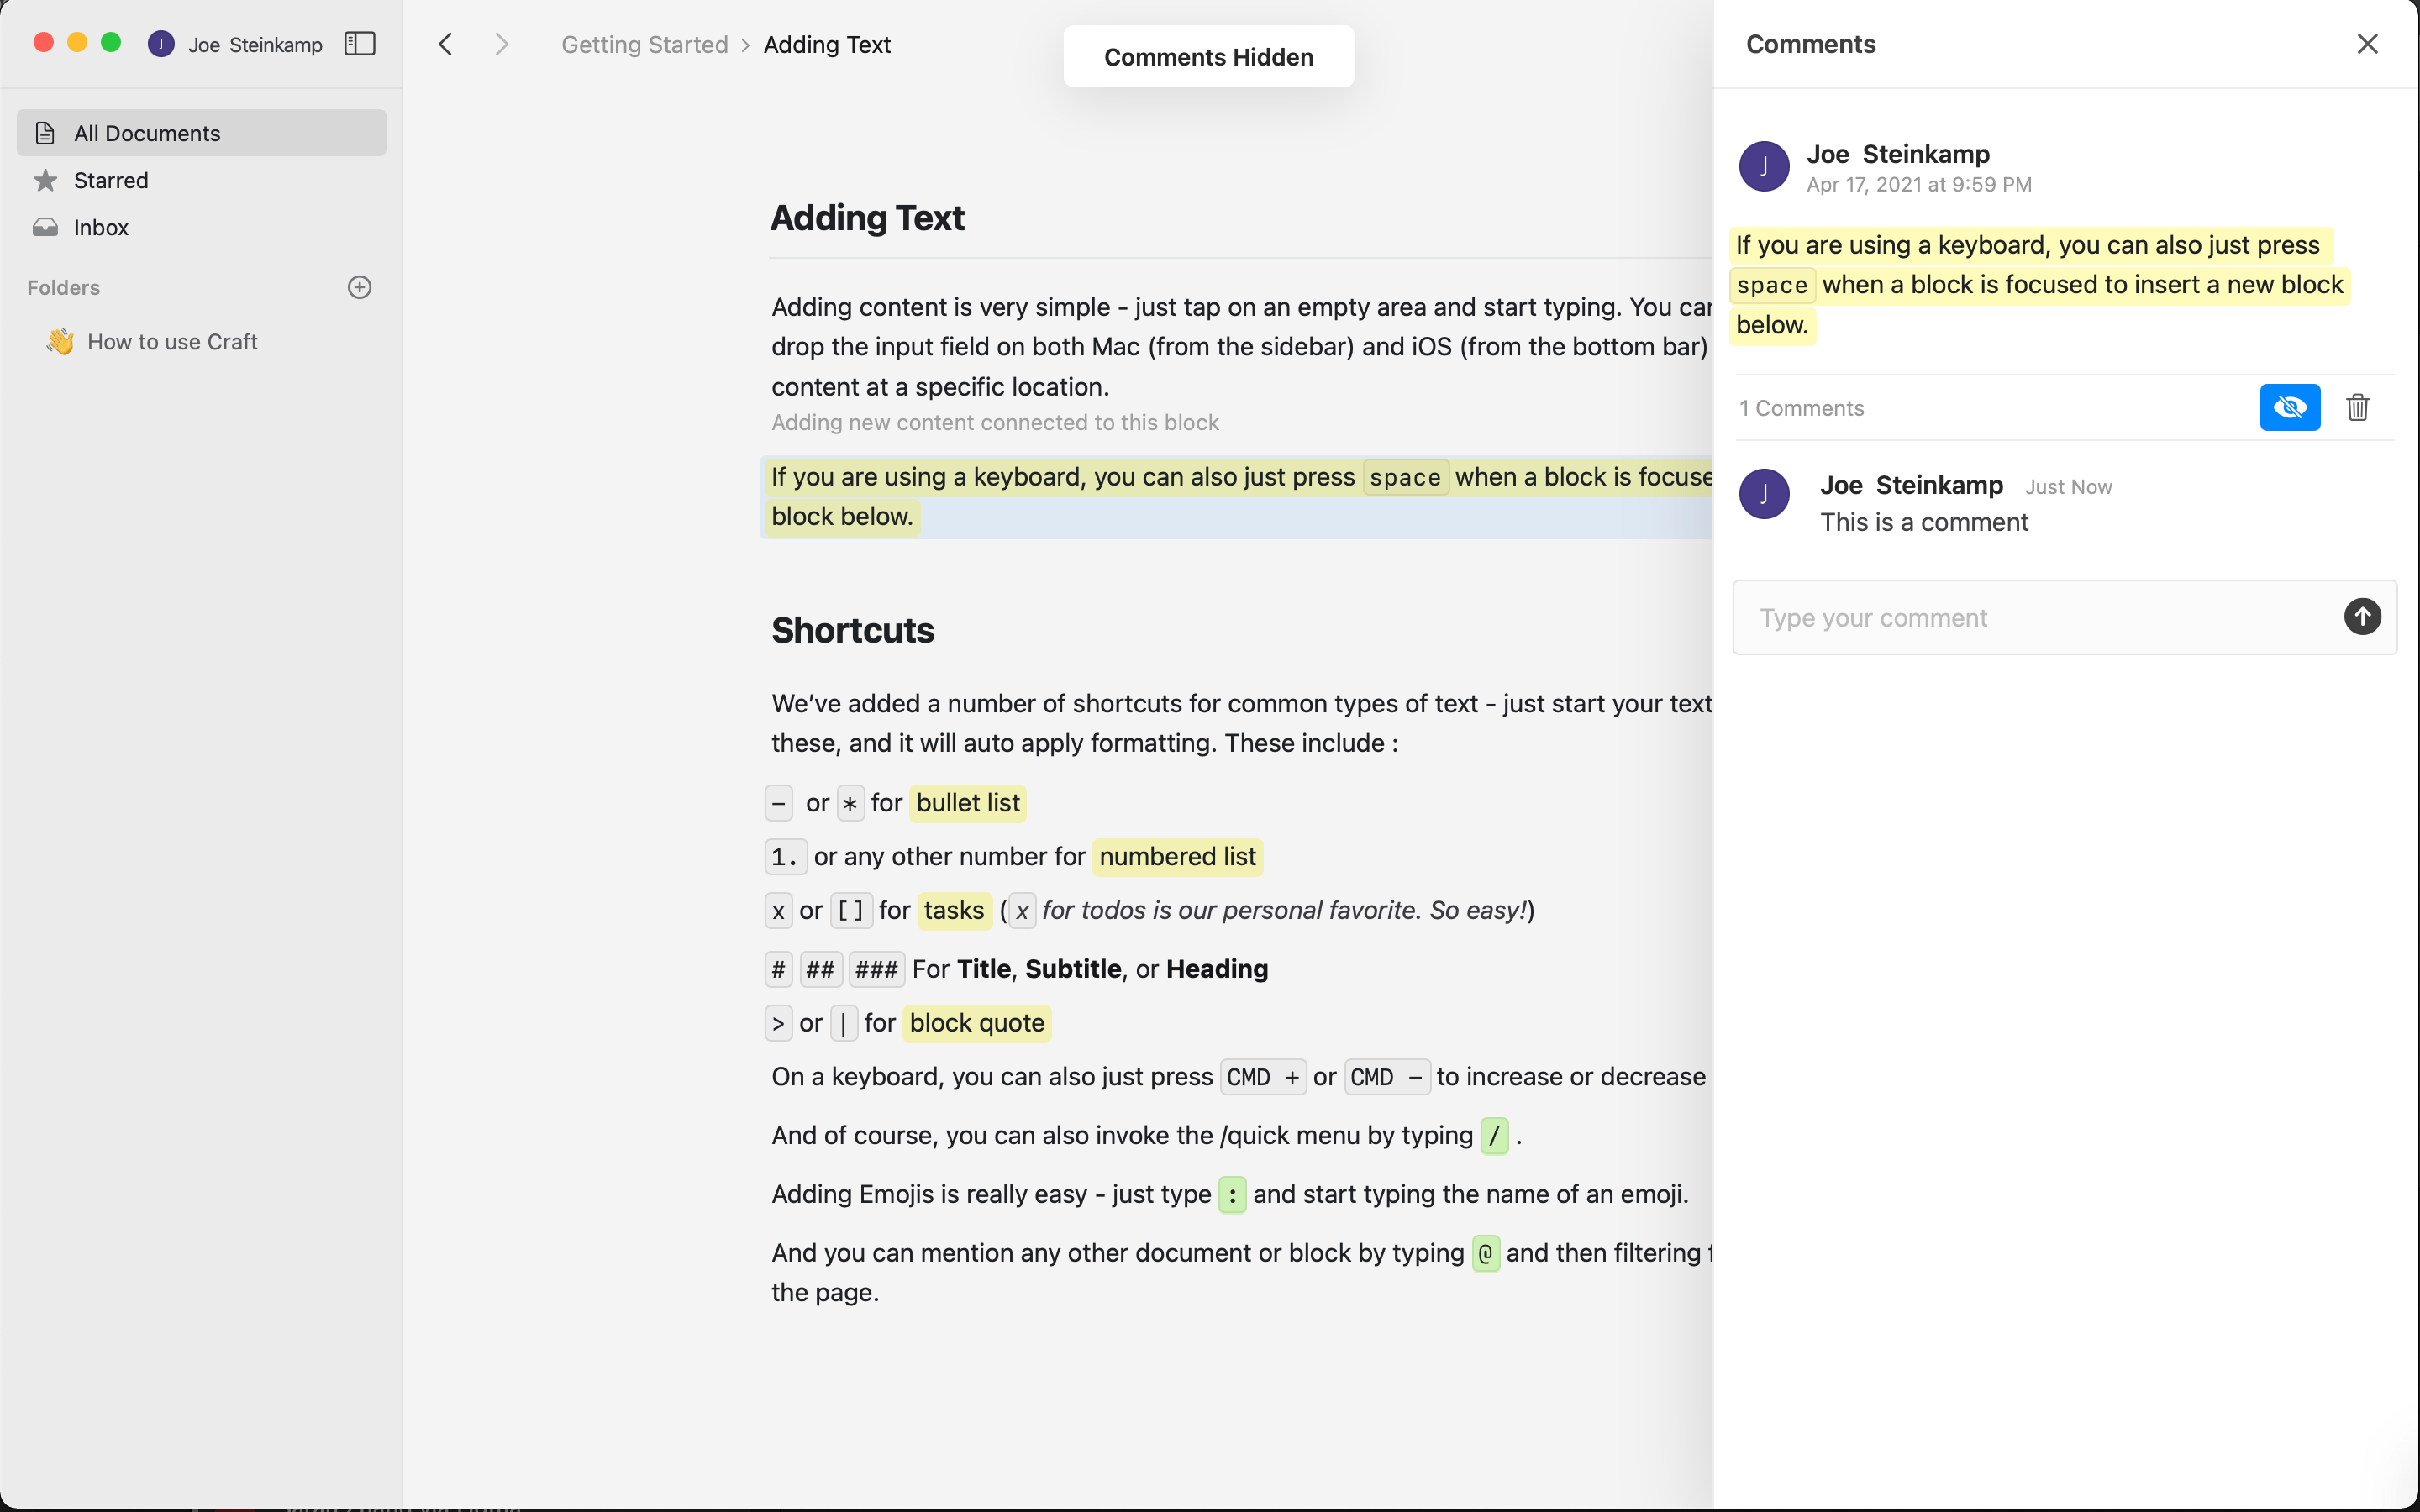 J Joe Steinkamp
All Documents
Starred
Inbox
Folders
👋 How to use Craft
Getting Started > Adding Text
Comments Hidden
Adding Text
Adding content is very simple - just tap on an empty area and start typing. You can
drop the input field on both Mac (from the sidebar) and iOS (from the bottom bar)
content at a specific location.
Adding new content connected to this block
If you are using a keyboard, you can also just press space when a block is focuse
block below.
Shortcuts
We’ve added a number of shortcuts for common types of text - just start your text
these, and it will auto apply formatting. These include :
– or * for bullet list
1. or any other number for numbered list
x or [] for tasks (x for todos is our personal favorite. So easy!)
# ## ### For Title, Subtitle, or Heading
> or | for block quote
On a keyboard, you can also just press CMD + or CMD – to increase or decrease
And of course, you can also invoke the /quick menu by typing / .
Adding Emojis is really easy - just type : and start typing the name of an emoji.
And you can mention any other document or block by typing @ and then filtering
the page.
Comments
J Joe Steinkamp
Apr 17, 2021 at 9:59 PM
If you are using a keyboard, you can also just press
space when a block is focused to insert a new block
below.
1 Comments
J Joe Steinkamp Just Now
This is a comment
Type your comment